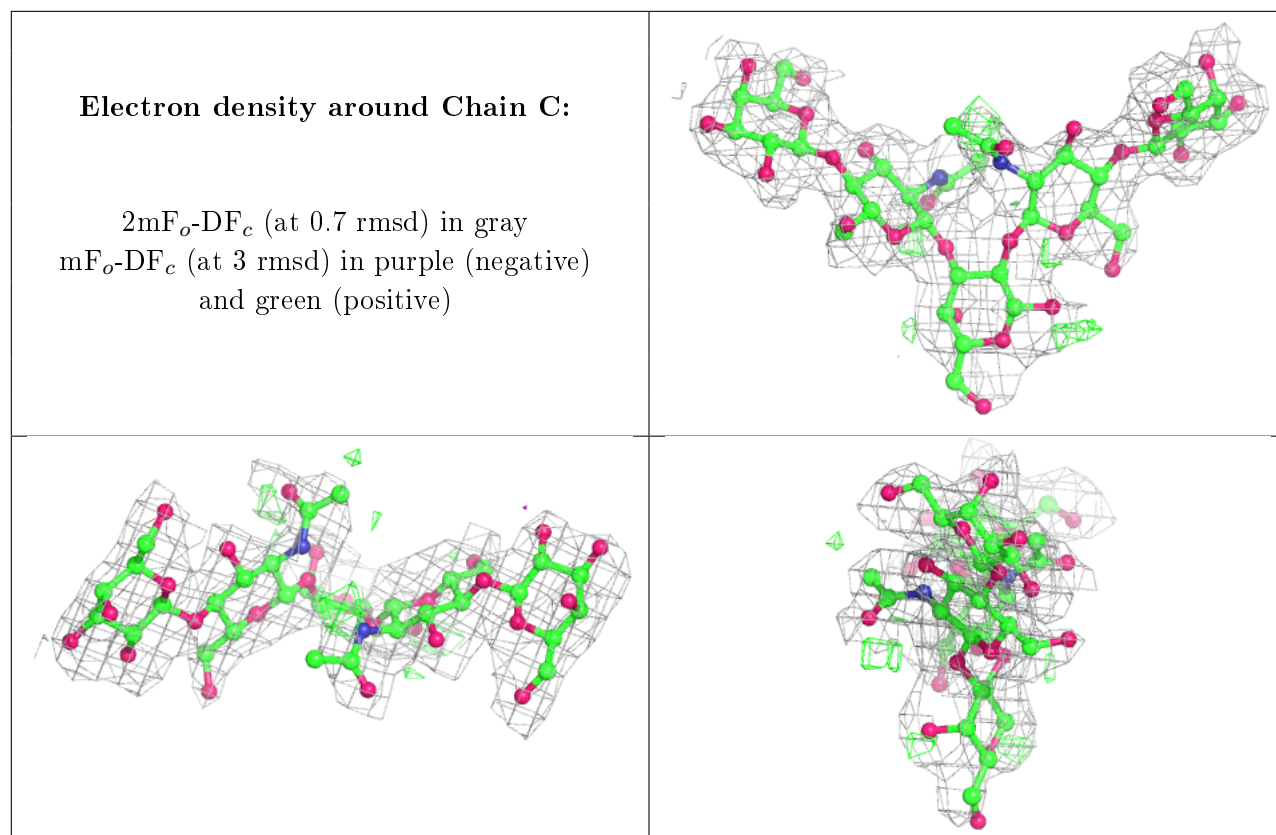 Electron density around Chain C:
2mFₒ-DF𝒸 (at 0.7 rmsd) in gray
mFₒ-DF𝒸 (at 3 rmsd) in purple (negative)
and green (positive)